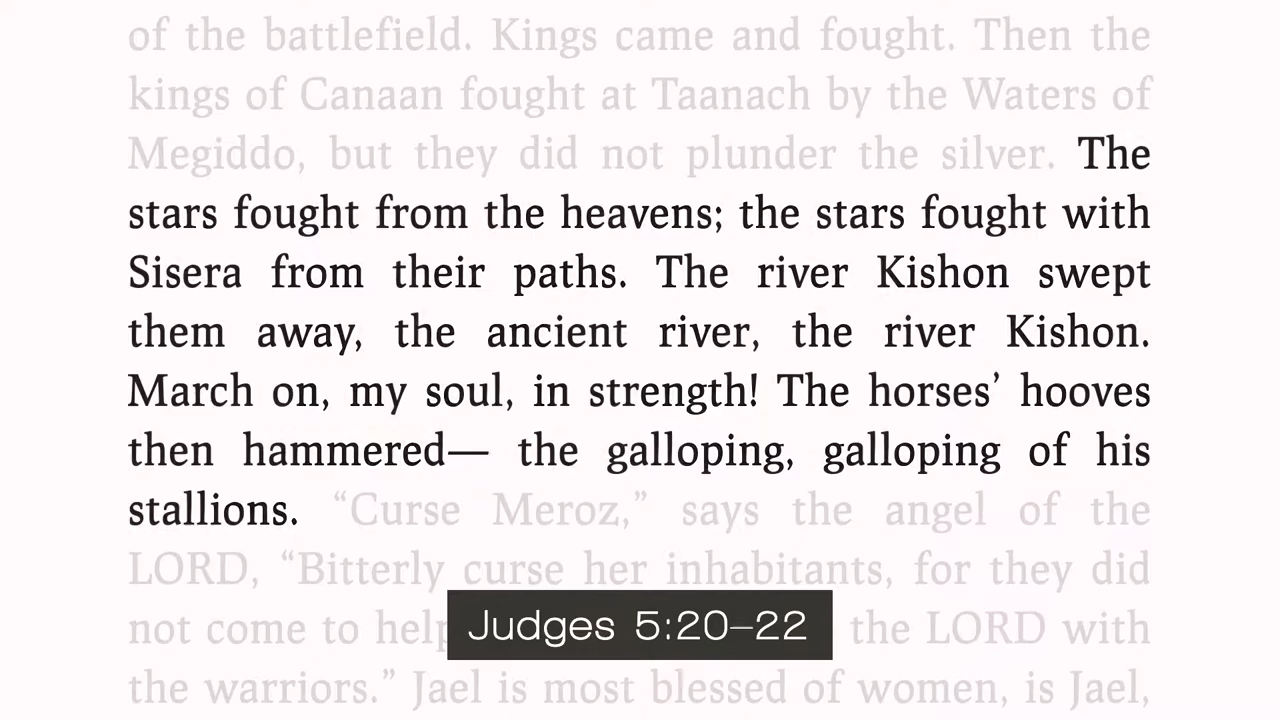 of the battlefield. Kings came and fought. Then the
kings of Canaan fought at Taanach by the Waters of
Megiddo, but they did not plunder the silver. The
stars fought from the heavens; the stars fought with
Sisera from their paths. The river Kishon swept
them away, the ancient river, the river Kishon.
March on, my soul, in strength! The horses’ hooves
then hammered— the galloping, galloping of his
stallions. “Curse Meroz,” says the angel of the
LORD, “Bitterly curse her inhabitants, for they did
not come to help the LORD with
Judges 5:20–22
the warriors.” Jael is most blessed of women, is Jael,